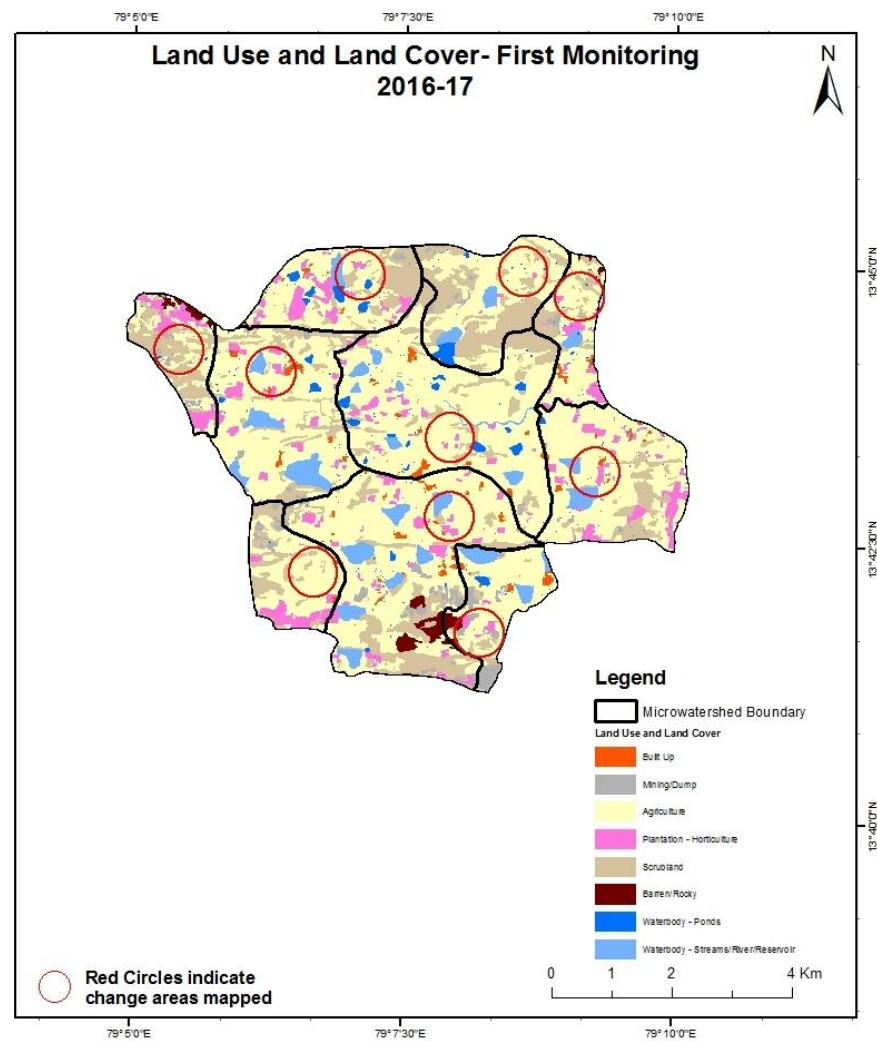 79°5'0"E
79°7'30"E
79°10'0"E
Land Use and Land Cover- First Monitoring
2016-17
N
13°45'0"N
13°42'30"N
13°40'0"N
Legend
Microwatershed Boundary
Land Use and Land Cover
Built Up
Mining/Dump
Agriculture
Plantation - Horticulture
Scrubland
Barren/Rocky
Waterbody - Ponds
Waterbody - Streams/River/Reservoir
Red Circles indicate
change areas mapped
0 1 2 4 Km
79°5'0"E
79°7'30"E
79°10'0"E